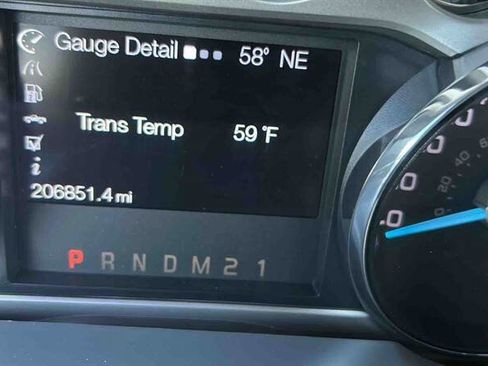 Gauge Detail 58° NE
Trans Temp 59°F
i
206851.4 mi
P R N D M 2 1